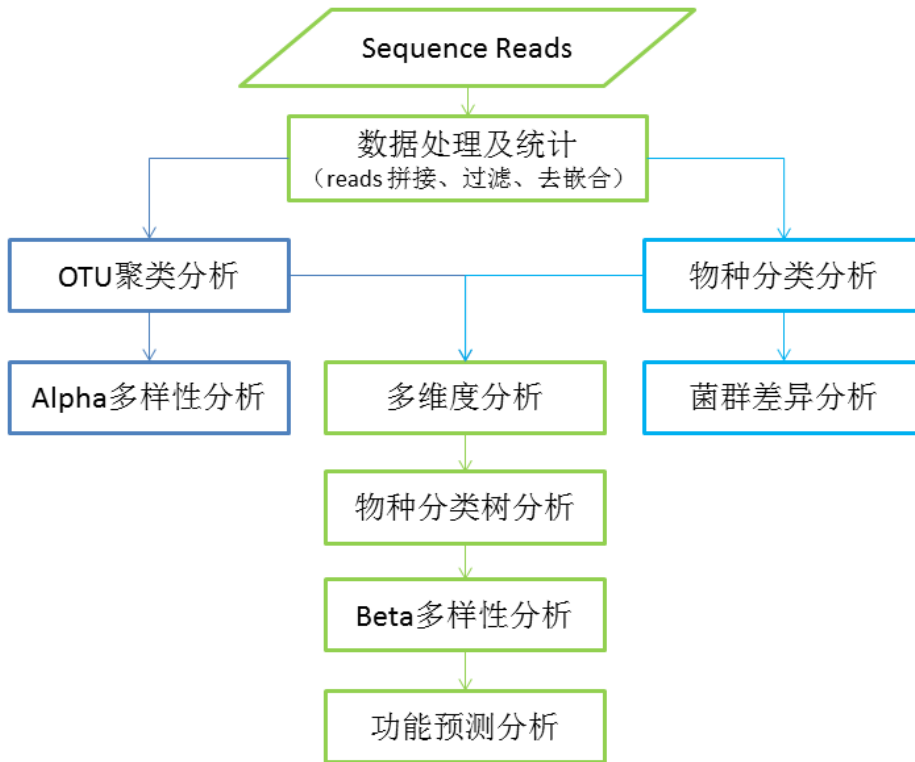 Sequence Reads
数据处理及统计
（reads 拼接、过滤、去嵌合）
OTU聚类分析
物种分类分析
Alpha多样性分析
多维度分析
菌群差异分析
物种分类树分析
Beta多样性分析
功能预测分析